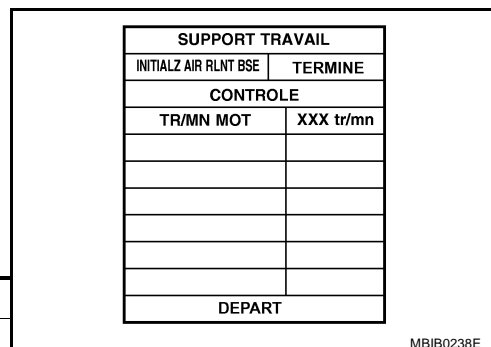 SUPPORT TRAVAIL
INITIALZ AIR RLNT BSE TERMINE
CONTROLE
TR/MN MOT XXX tr/mn
DEPART
MBIB0238E